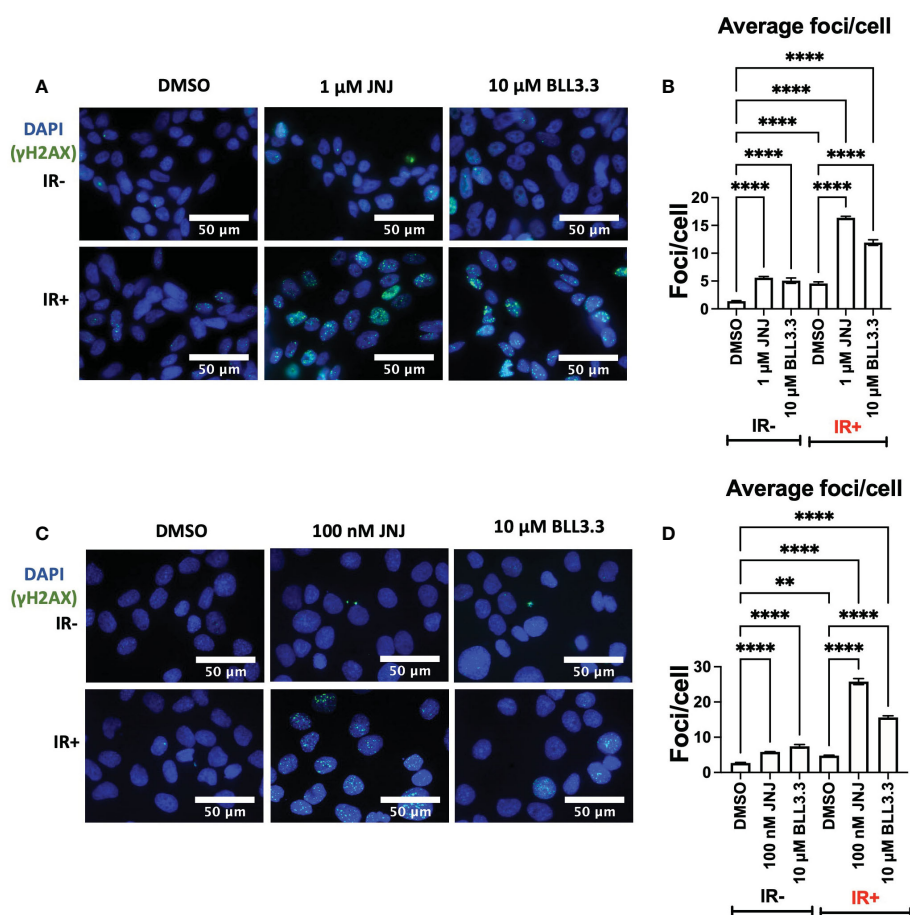 A
DMSO
1 µM JNJ
10 µM BLL3.3
DAPI
(γH2AX)
IR-
50 µm
50 µm
50 µm
IR+
50 µm
50 µm
50 µm
B
Average foci/cell
****
****
****
**** ****
**** ****
Foci/cell
20
15
10
5
0
DMSO
1 µM JNJ
10 µM BLL3.3
DMSO
1 µM JNJ
10 µM BLL3.3
IR-
IR+
C
DMSO
100 nM JNJ
10 µM BLL3.3
DAPI
(γH2AX)
IR-
50 µm
50 µm
50 µm
IR+
50 µm
50 µm
50 µm
D
Average foci/cell
****
****
**
**** ****
**** ****
Foci/cell
30
20
10
0
DMSO
100 nM JNJ
10 µM BLL3.3
DMSO
100 nM JNJ
10 µM BLL3.3
IR-
IR+